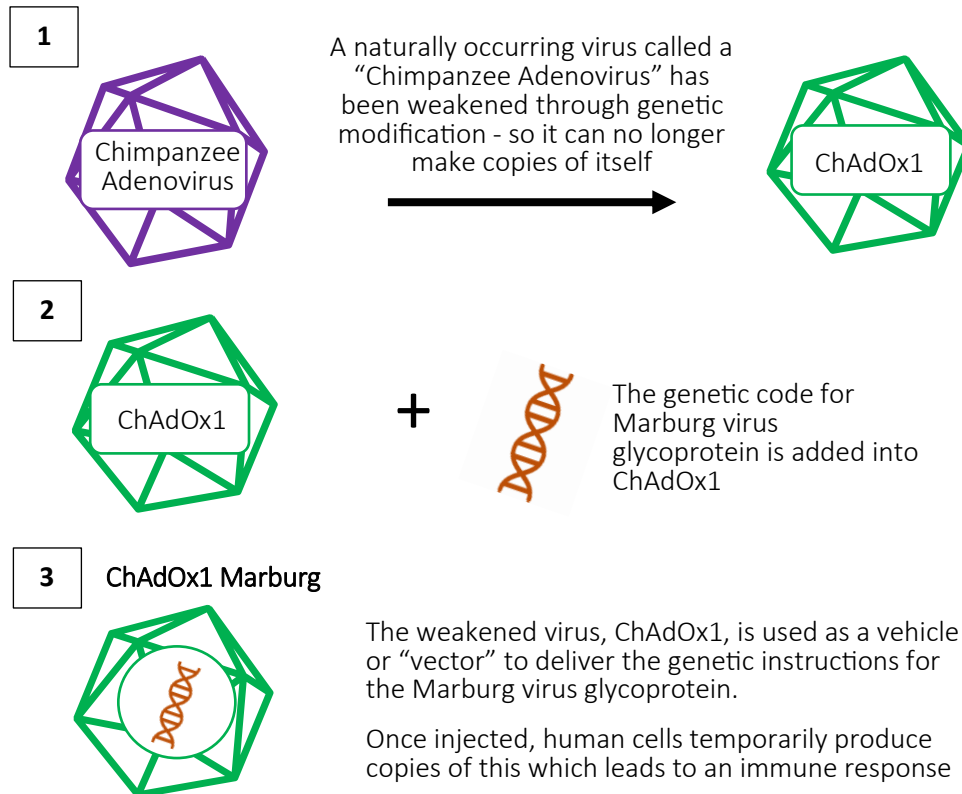 1
A naturally occurring virus called a
“Chimpanzee Adenovirus” has
been weakened through genetic
modification - so it can no longer
make copies of itself
Chimpanzee
Adenovirus
ChAdOx1
2
ChAdOx1
+
The genetic code for
Marburg virus
glycoprotein is added into
ChAdOx1
3
ChAdOx1 Marburg
The weakened virus, ChAdOx1, is used as a vehicle
or “vector” to deliver the genetic instructions for
the Marburg virus glycoprotein.
Once injected, human cells temporarily produce
copies of this which leads to an immune response